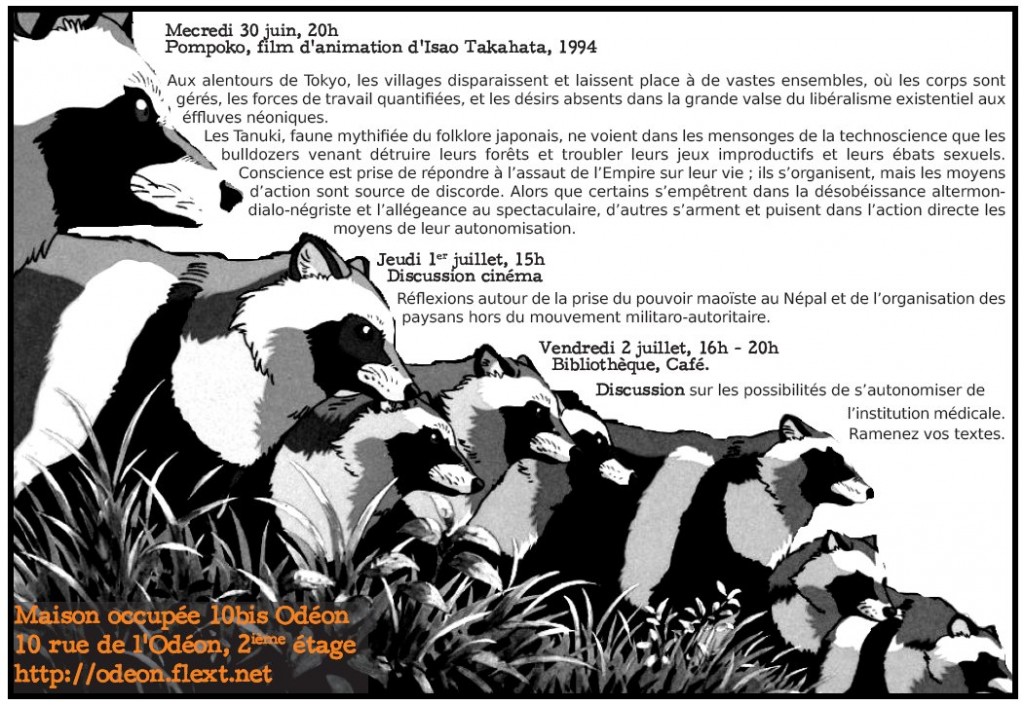 Mecredi 30 juin, 20h
Pompoko, film d'animation d'Isao Takahata, 1994
Aux alentours de Tokyo, les villages disparaissent et laissent place à de vastes ensembles, où les corps sont
gérés, les forces de travail quantifiées, et les désirs absents dans la grande valse du libéralisme existentiel aux
éffluves néoniques.
Les Tanuki, faune mythifiée du folklore japonais, ne voient dans les mensonges de la technoscience que les
bulldozers venant détruire leurs forêts et troubler leurs jeux improductifs et leurs ébats sexuels.
Conscience est prise de répondre à l’assaut de l’Empire sur leur vie ; ils s’organisent, mais les moyens
d’action sont source de discorde. Alors que certains s’empêtrent dans la désobéissance altermon-
dialo-négriste et l’allégeance au spectaculaire, d’autres s’arment et puisent dans l’action directe les
moyens de leur autonomisation.
Jeudi 1er juillet, 15h
Discussion cinéma
Réflexions autour de la prise du pouvoir maoïste au Népal et de l’organisation des
paysans hors du mouvement militaro-autoritaire.
Vendredi 2 juillet, 16h - 20h
Bibliothèque, Café.
Discussion sur les possibilités de s’autonomiser de
l’institution médicale.
Ramenez vos textes.
Maison occupée 10bis Odéon
10 rue de l'Odéon, 2ième étage
http://odeon.flext.net